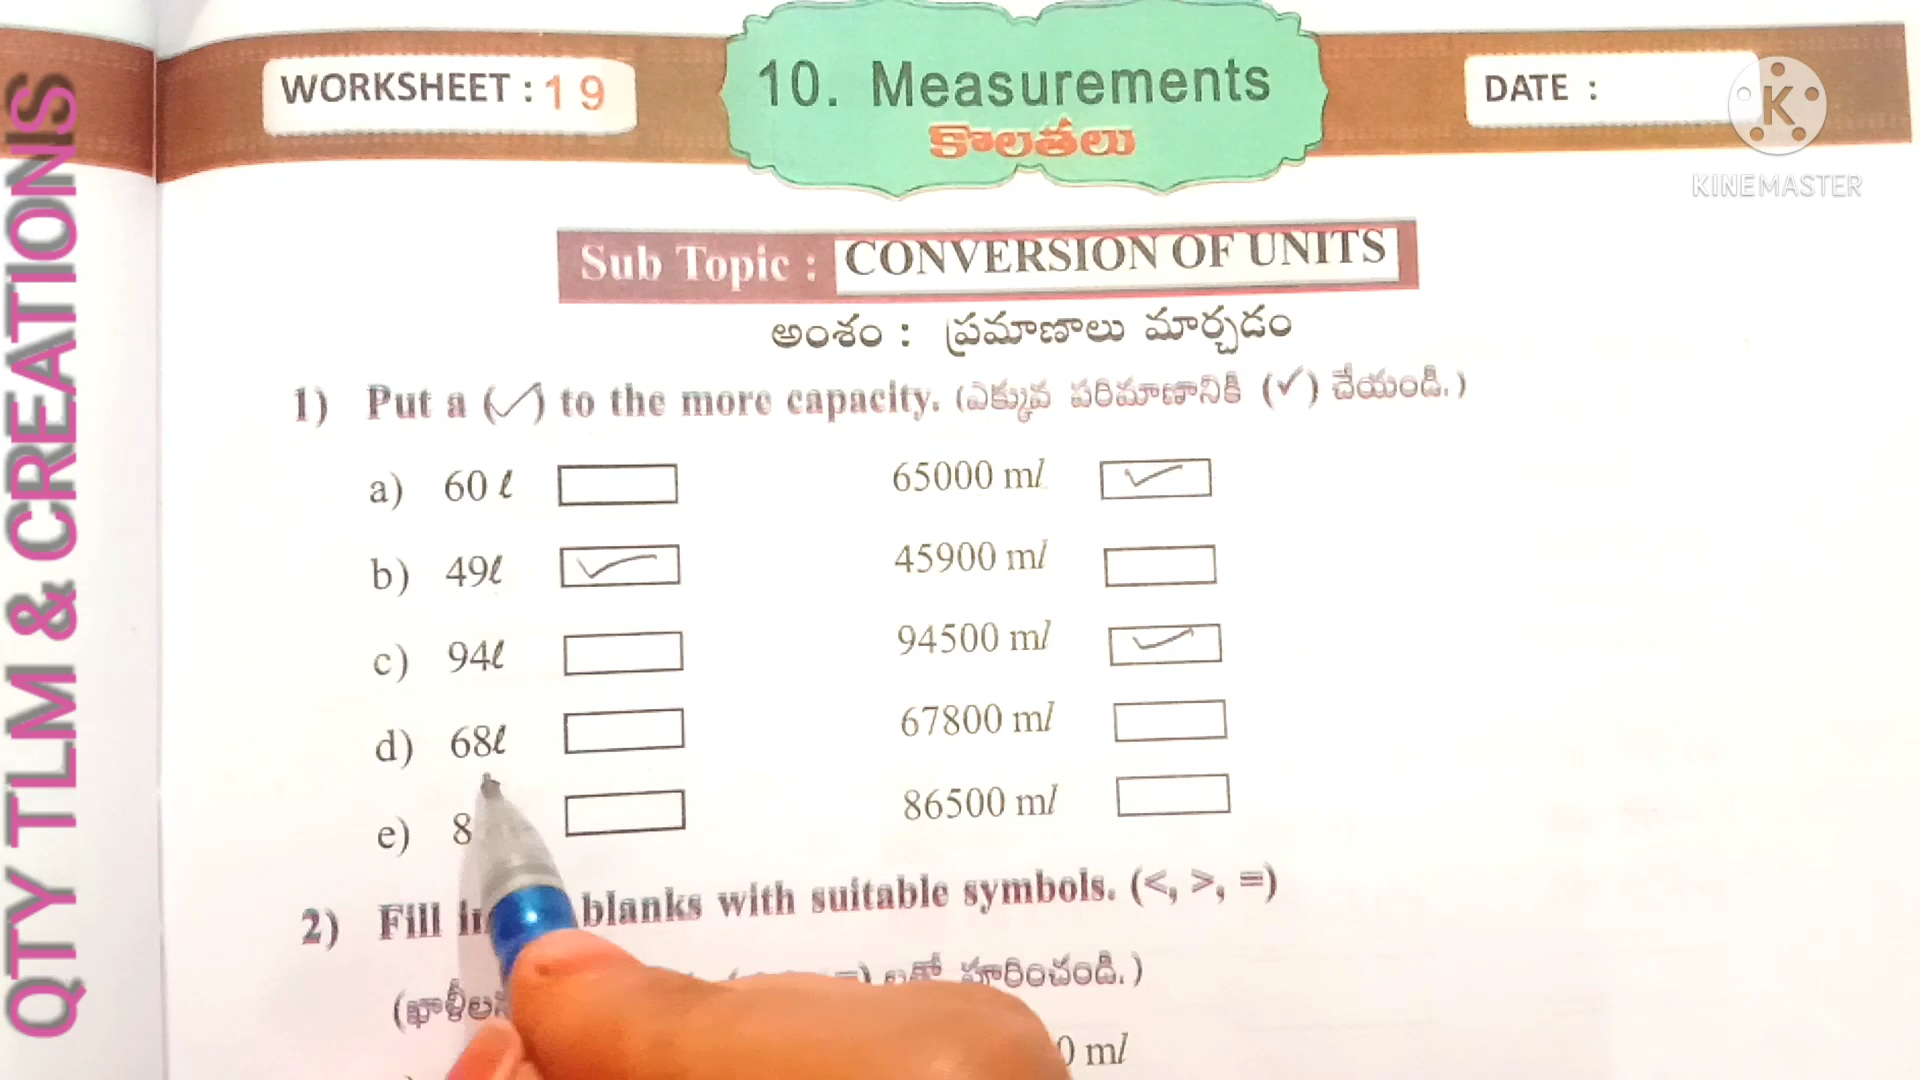 QTY TLM & CREATIONS
WORKSHEET : 19
10. Measurements
కొలతలు
DATE :
K
KINEMASTER
Sub Topic : CONVERSION OF UNITS
అంశం : ప్రమాణాలు మార్చడం
1) Put a (✓) to the more capacity. (ఎక్కువ పరిమాణానికి (✓) చేయండి.)
a) 60 ℓ 65000 ml ✓
b) 49ℓ ✓ 45900 ml
c) 94ℓ 94500 ml ✓
d) 68ℓ 67800 ml
e) 8 86500 ml
2) Fill blanks with suitable symbols. (<, >, =)
పూరించండి.)
0 ml